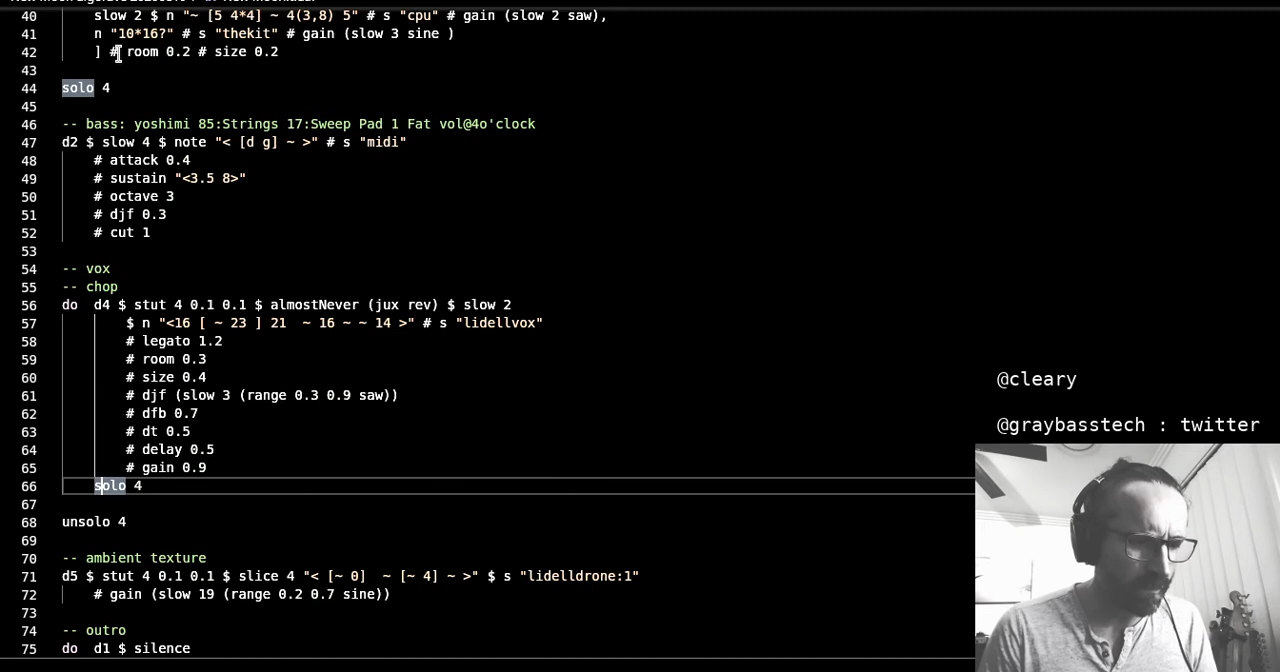 40 slow 2 $ n "~ [5 4*4] ~ 4(3,8) 5" # s "cpu" # gain (slow 2 saw),
41 n "10*16?" # s "thekit" # gain (slow 3 sine )
42 ] # room 0.2 # size 0.2
43
44 solo 4
45
46 -- bass: yoshimi 85:Strings 17:Sweep Pad 1 Fat vol@4o'clock
47 d2 $ slow 4 $ note "< [d g] ~ >" # s "midi"
48 # attack 0.4
49 # sustain "<3.5 8>"
50 # octave 3
51 # djf 0.3
52 # cut 1
53
54 -- vox
55 -- chop
56 do d4 $ stut 4 0.1 0.1 $ almostNever (jux rev) $ slow 2
57 $ n "<16 [ ~ 23 ] 21  ~ 16 ~ ~ 14 >" # s "lidellvox"
58 # legato 1.2
59 # room 0.3
60 # size 0.4
61 # djf (slow 3 (range 0.3 0.9 saw))
62 # dfb 0.7
63 # dt 0.5
64 # delay 0.5
65 # gain 0.9
66 solo 4
67
68 unsolo 4
69
70 -- ambient texture
71 d5 $ stut 4 0.1 0.1 $ slice 4 "< [~ 0]  ~ [~ 4] ~ >" $ s "lidelldrone:1"
72 # gain (slow 19 (range 0.2 0.7 sine))
73
74 -- outro
75 do d1 $ silence
@cleary
@graybasstech : twitter